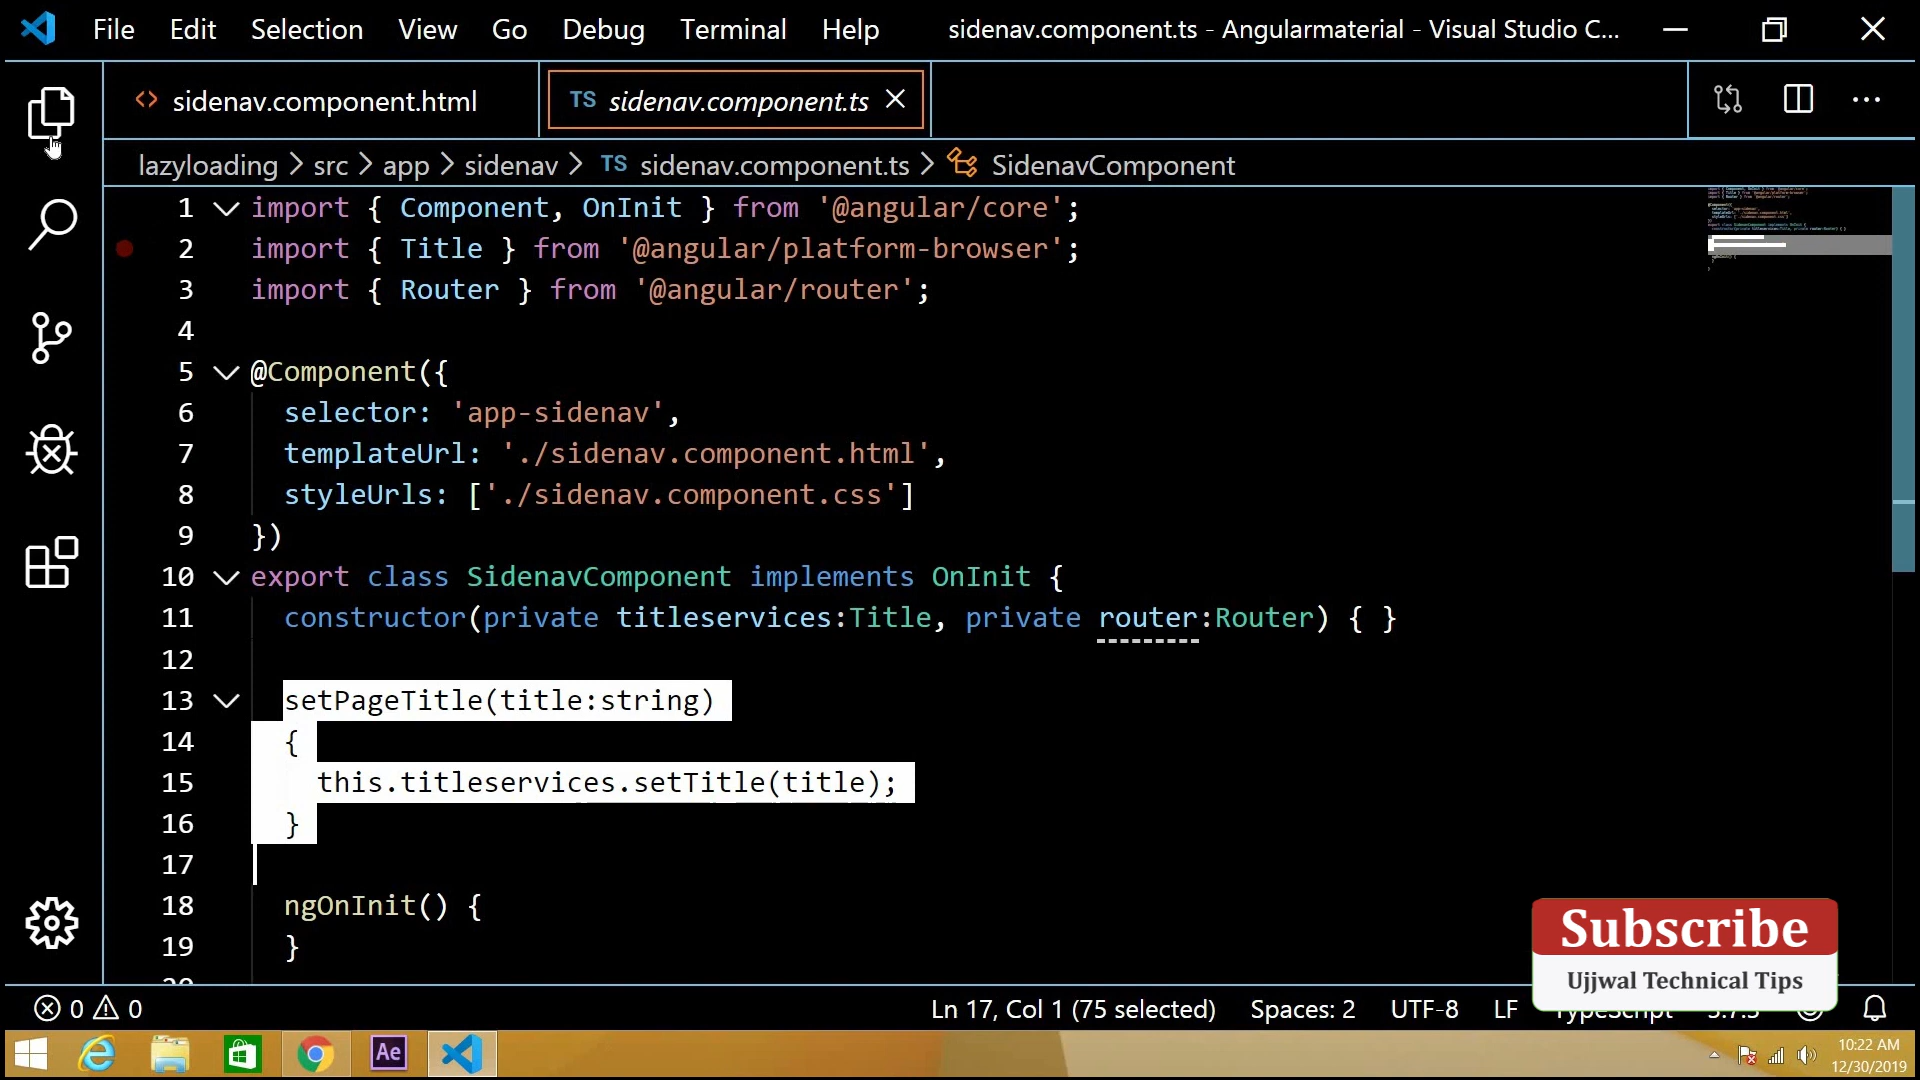 File Edit Selection View Go Debug Terminal Help sidenav.component.ts - Angularmaterial - Visual Studio C...
<> sidenav.component.html TS sidenav.component.ts
lazyloading > src > app > sidenav > TS sidenav.component.ts > SidenavComponent
1 import { Component, OnInit } from '@angular/core';
2 import { Title } from '@angular/platform-browser';
3 import { Router } from '@angular/router';
4
5 @Component({
6 selector: 'app-sidenav',
7 templateUrl: './sidenav.component.html',
8 styleUrls: ['./sidenav.component.css']
9 })
10 export class SidenavComponent implements OnInit {
11 constructor(private titleservices:Title, private router:Router) { }
12
13 setPageTitle(title:string)
14 {
15 this.titleservices.setTitle(title);
16 }
17
18 ngOnInit() {
19 }
Subscribe
Ujjwal Technical Tips
0 0 Ln 17, Col 1 (75 selected) Spaces: 2 UTF-8 LF TypeScript
Ae
10:22 AM
12/30/2019